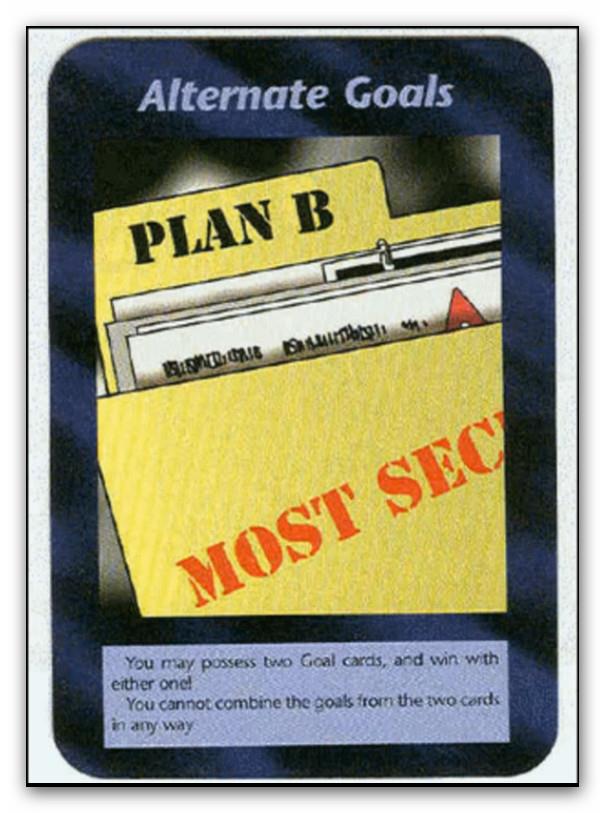 Alternate Goals
PLAN B
MOST SEC
You may possess two Goal cards, and win with
either one!
You cannot combine the goals from the two cards
in any way.